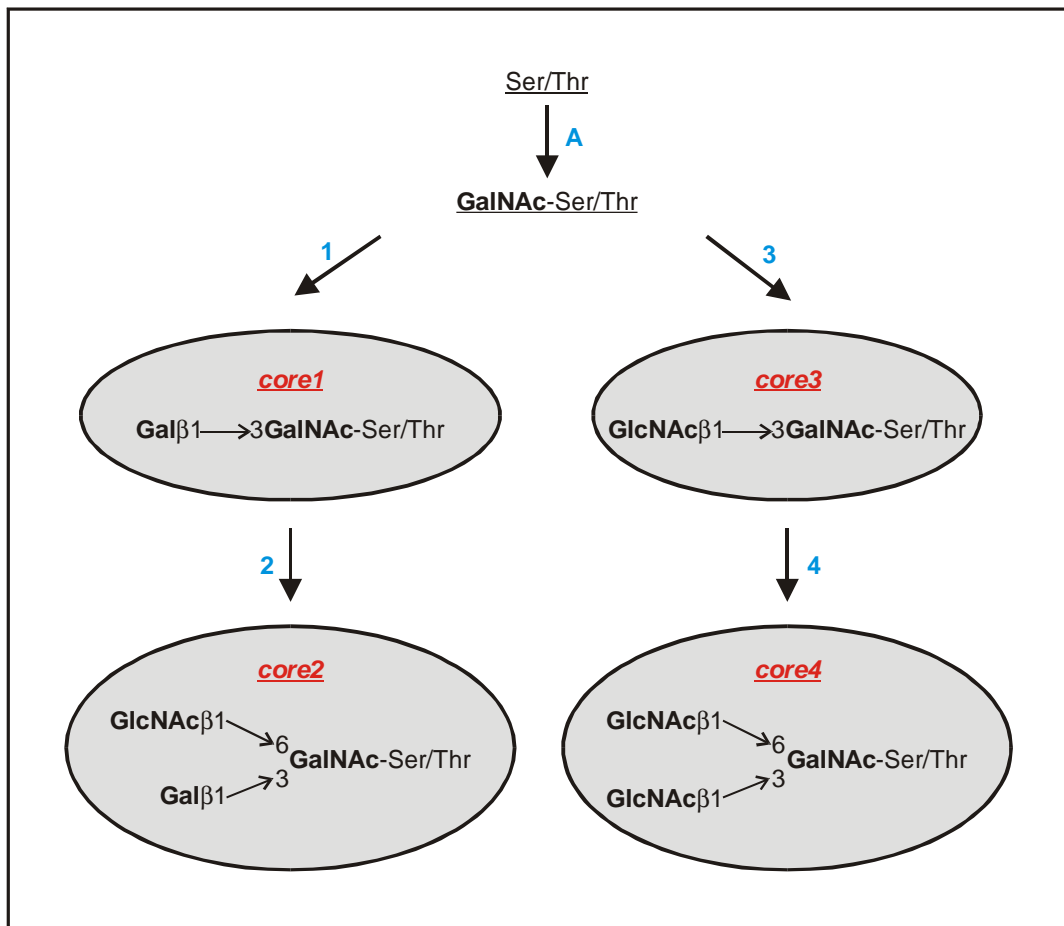 Ser/Thr
A
GalNAc-Ser/Thr
1
3
core1
Galβ1→3GalNAc-Ser/Thr
core3
GlcNAcβ1→3GalNAc-Ser/Thr
2
4
core2
GlcNAcβ1
6
GalNAc-Ser/Thr
3
Galβ1
core4
GlcNAcβ1
6
GalNAc-Ser/Thr
3
GlcNAcβ1